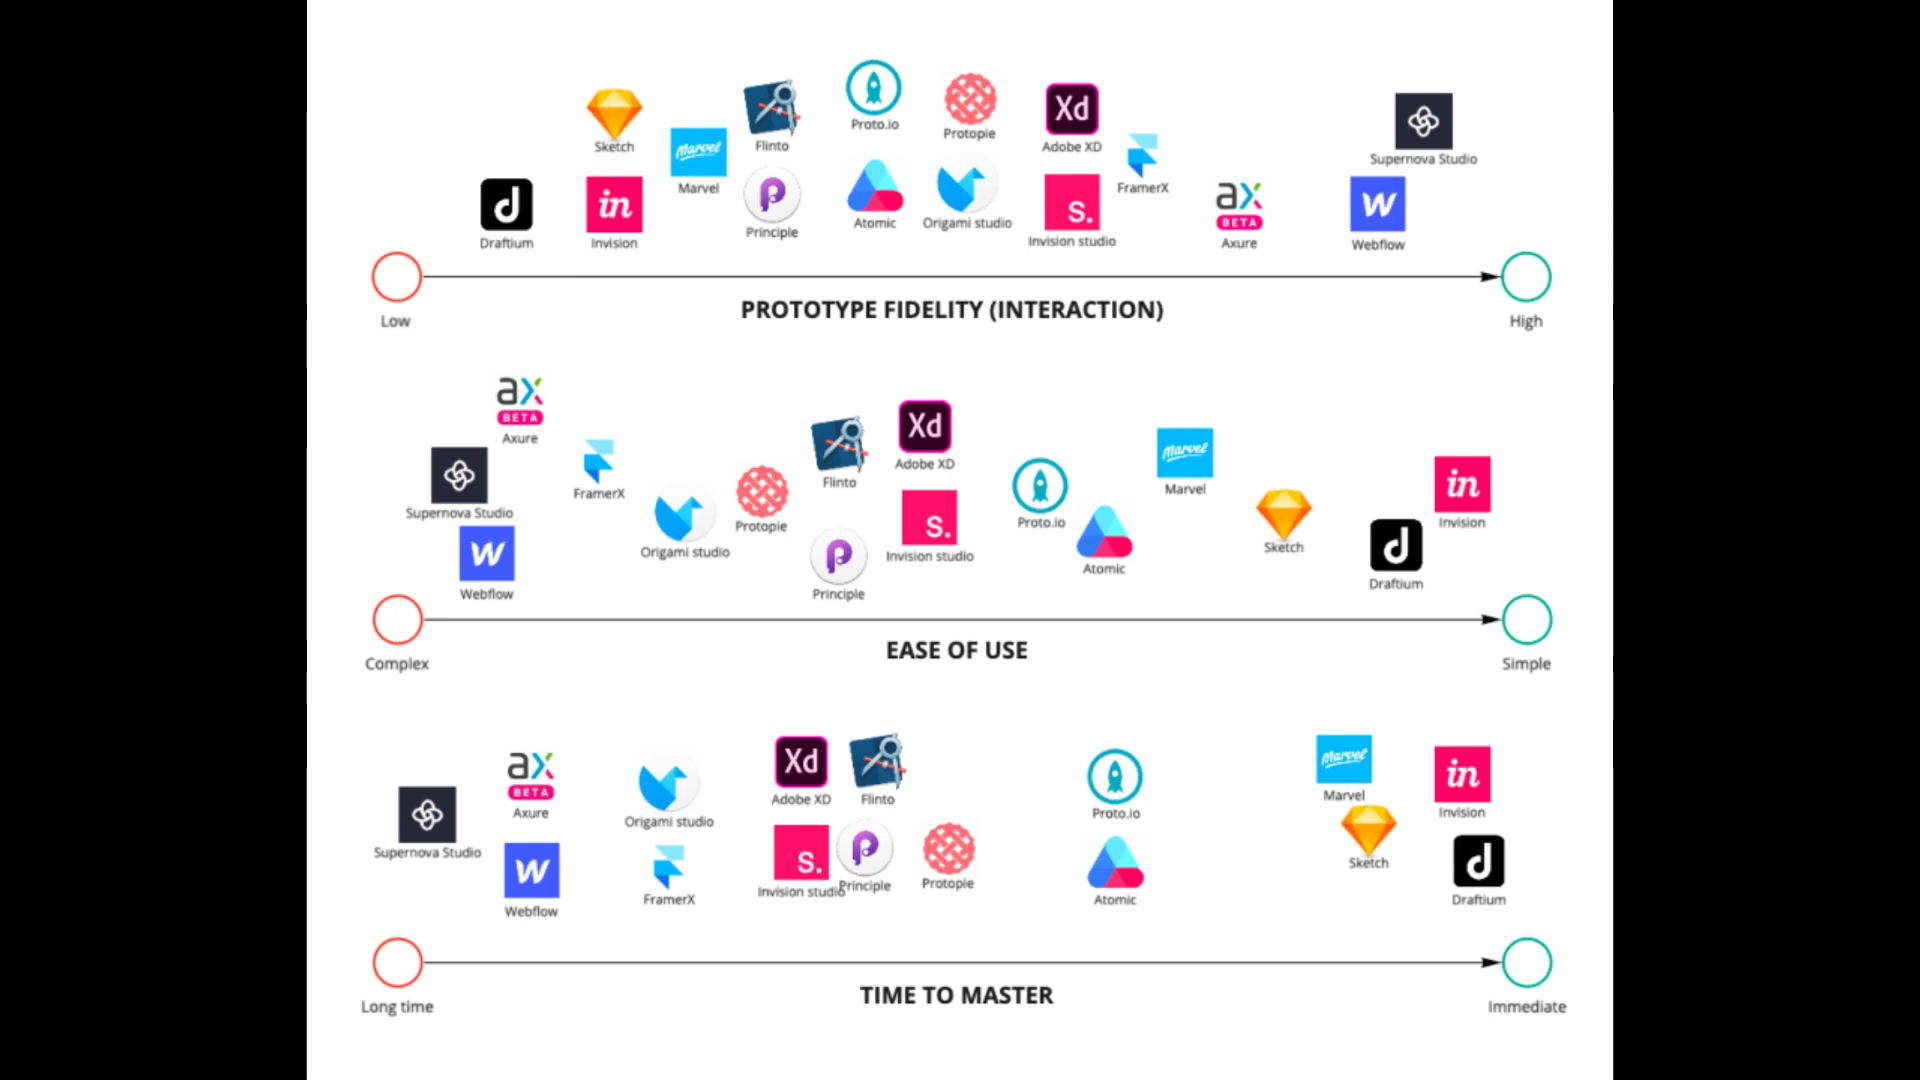 Proto.io
Protopie
Sketch
Flinto
Xd
Adobe XD
Marvel
Marvel
FramerX
Supernova Studio
d
Draftium
in
Invision
P
Principle
Atomic
Origami studio
S.
Invision studio
ax
BETA
Axure
W
Webflow
Low
PROTOTYPE FIDELITY (INTERACTION)
High
ax
BETA
Axure
Supernova Studio
W
Webflow
FramerX
Origami studio
Protopie
Flinto
P
Principle
Xd
Adobe XD
S.
Invision studio
Proto.io
Atomic
Marvel
Marvel
Sketch
d
Draftium
in
Invision
Complex
EASE OF USE
Simple
Supernova Studio
ax
BETA
Axure
W
Webflow
Origami studio
FramerX
Xd
Adobe XD
Flinto
S.
Invision studio
P
Principle
Protopie
Proto.io
Atomic
Marvel
Marvel
Sketch
in
Invision
d
Draftium
Long time
TIME TO MASTER
Immediate